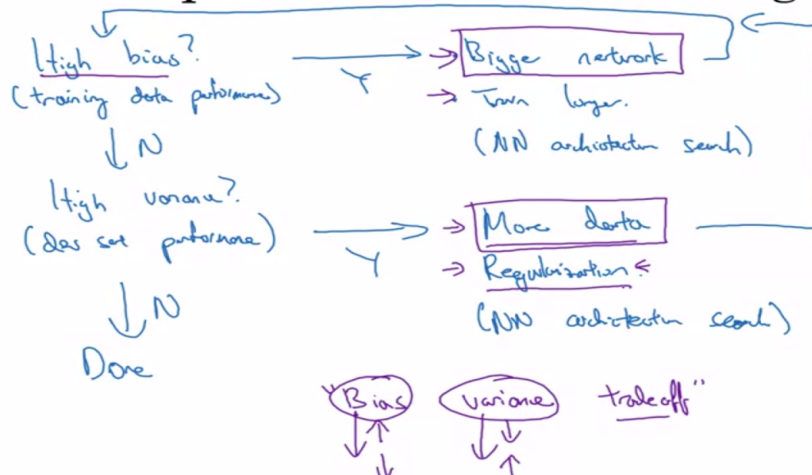 High bias?
(training data performance)
Y
Bigger network
Train longer.
(NN architecture search)
N
High variance?
(dev set performance)
Y
More data
Regularization
(NN architecture search)
N
Done
"Bias variance tradeoff"